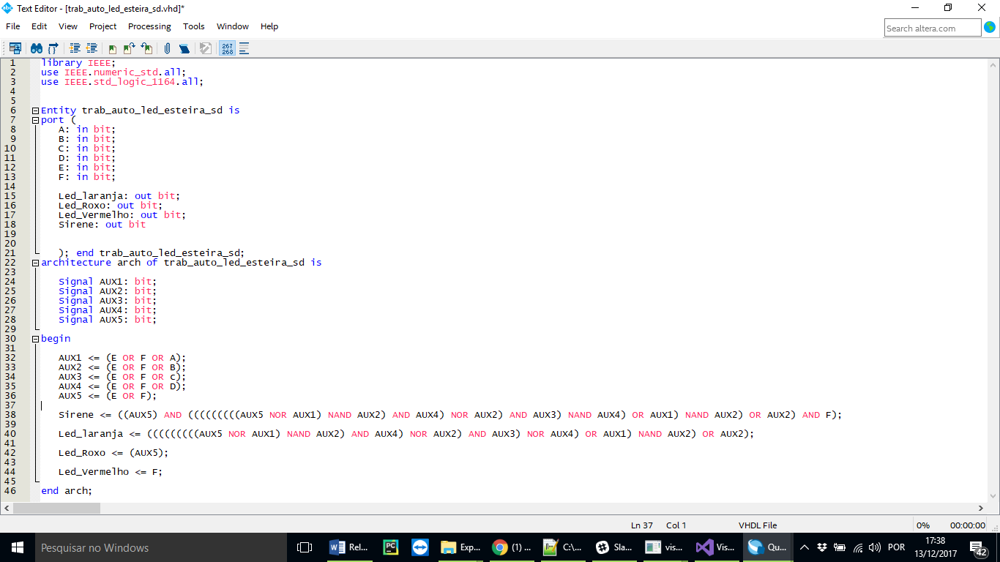 Text Editor - [trab_auto_led_esteira_sd.vhd]*
File Edit View Project Processing Tools Window Help
Search altera.com
267
268
1 library IEEE;
2 use IEEE.numeric_std.all;
3 use IEEE.std_logic_1164.all;
4
5
6 Entity trab_auto_led_esteira_sd is
7 port (
8 A: in bit;
9 B: in bit;
10 C: in bit;
11 D: in bit;
12 E: in bit;
13 F: in bit;
14
15 Led_laranja: out bit;
16 Led_Roxo: out bit;
17 Led_Vermelho: out bit;
18 Sirene: out bit
19
20
21 ); end trab_auto_led_esteira_sd;
22 architecture arch of trab_auto_led_esteira_sd is
23
24 Signal AUX1: bit;
25 Signal AUX2: bit;
26 Signal AUX3: bit;
27 Signal AUX4: bit;
28 Signal AUX5: bit;
29
30 begin
31
32 AUX1 <= (E OR F OR A);
33 AUX2 <= (E OR F OR B);
34 AUX3 <= (E OR F OR c);
35 AUX4 <= (E OR F OR D);
36 AUX5 <= (E OR F);
37
38 Sirene <= ((AUX5) AND (((((((((AUX5 NOR AUX1) NAND AUX2) AND AUX4) NOR AUX2) AND AUX3) NAND AUX4) OR AUX1) NAND AUX2) OR AUX2) AND F);
39
40 Led_laranja <= (((((((((AUX5 NOR AUX1) NAND AUX2) AND AUX4) NOR AUX2) AND AUX3) NOR AUX4) OR AUX1) NAND AUX2) OR AUX2);
41
42 Led_Roxo <= (AUX5);
43
44 Led_Vermelho <= F;
45
46 end arch;
Ln 37 Col 1 VHDL File 0% 00:00:00
Pesquisar no Windows
Rel... PC Exp... (1) ... C:\... Sla... vis... Vis... Qu... POR 17:38
13/12/2017 42